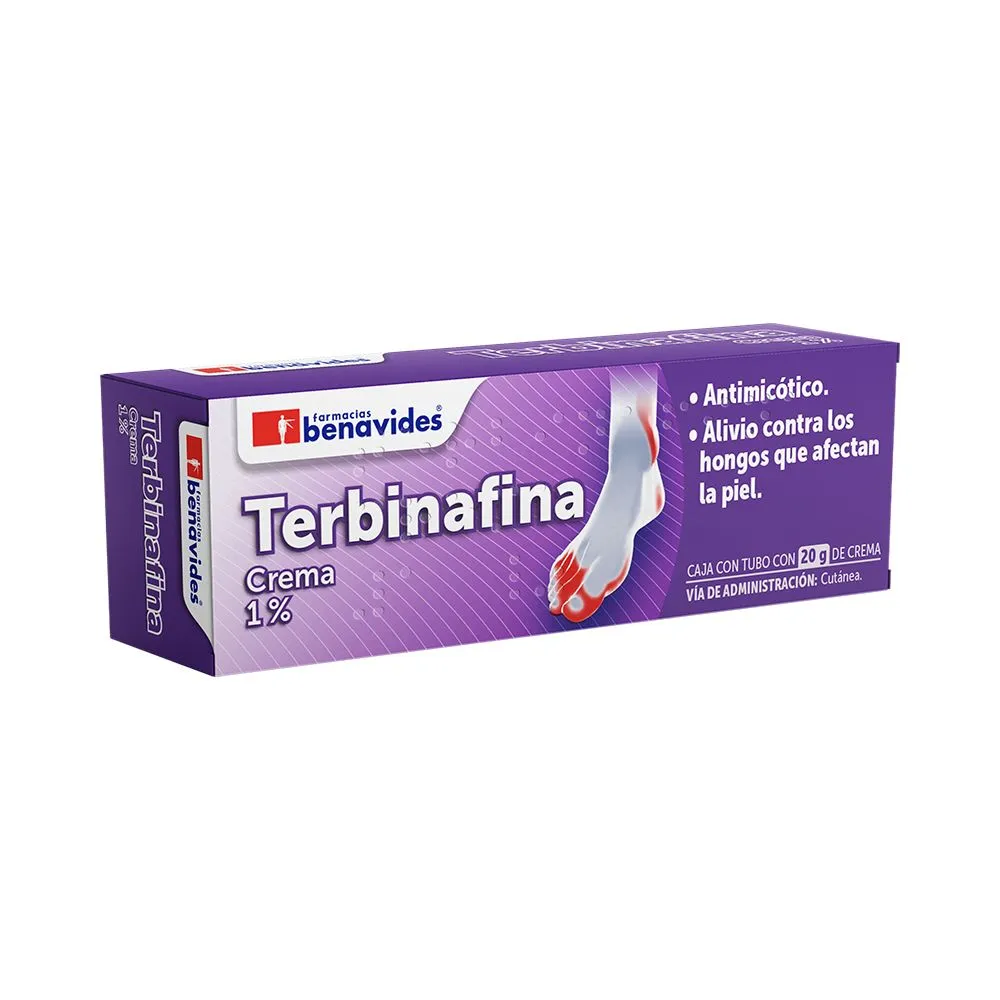 farmacias
benavides®
Terbinafina
Crema
1%
• Antimicótico.
• Alivio contra los
hongos que afectan
la piel.
CAJA CON TUBO CON 20 g DE CREMA
VÍA DE ADMINISTRACIÓN: Cutánea.
Terbinafina
Crema
1%
farmacias
benavides®